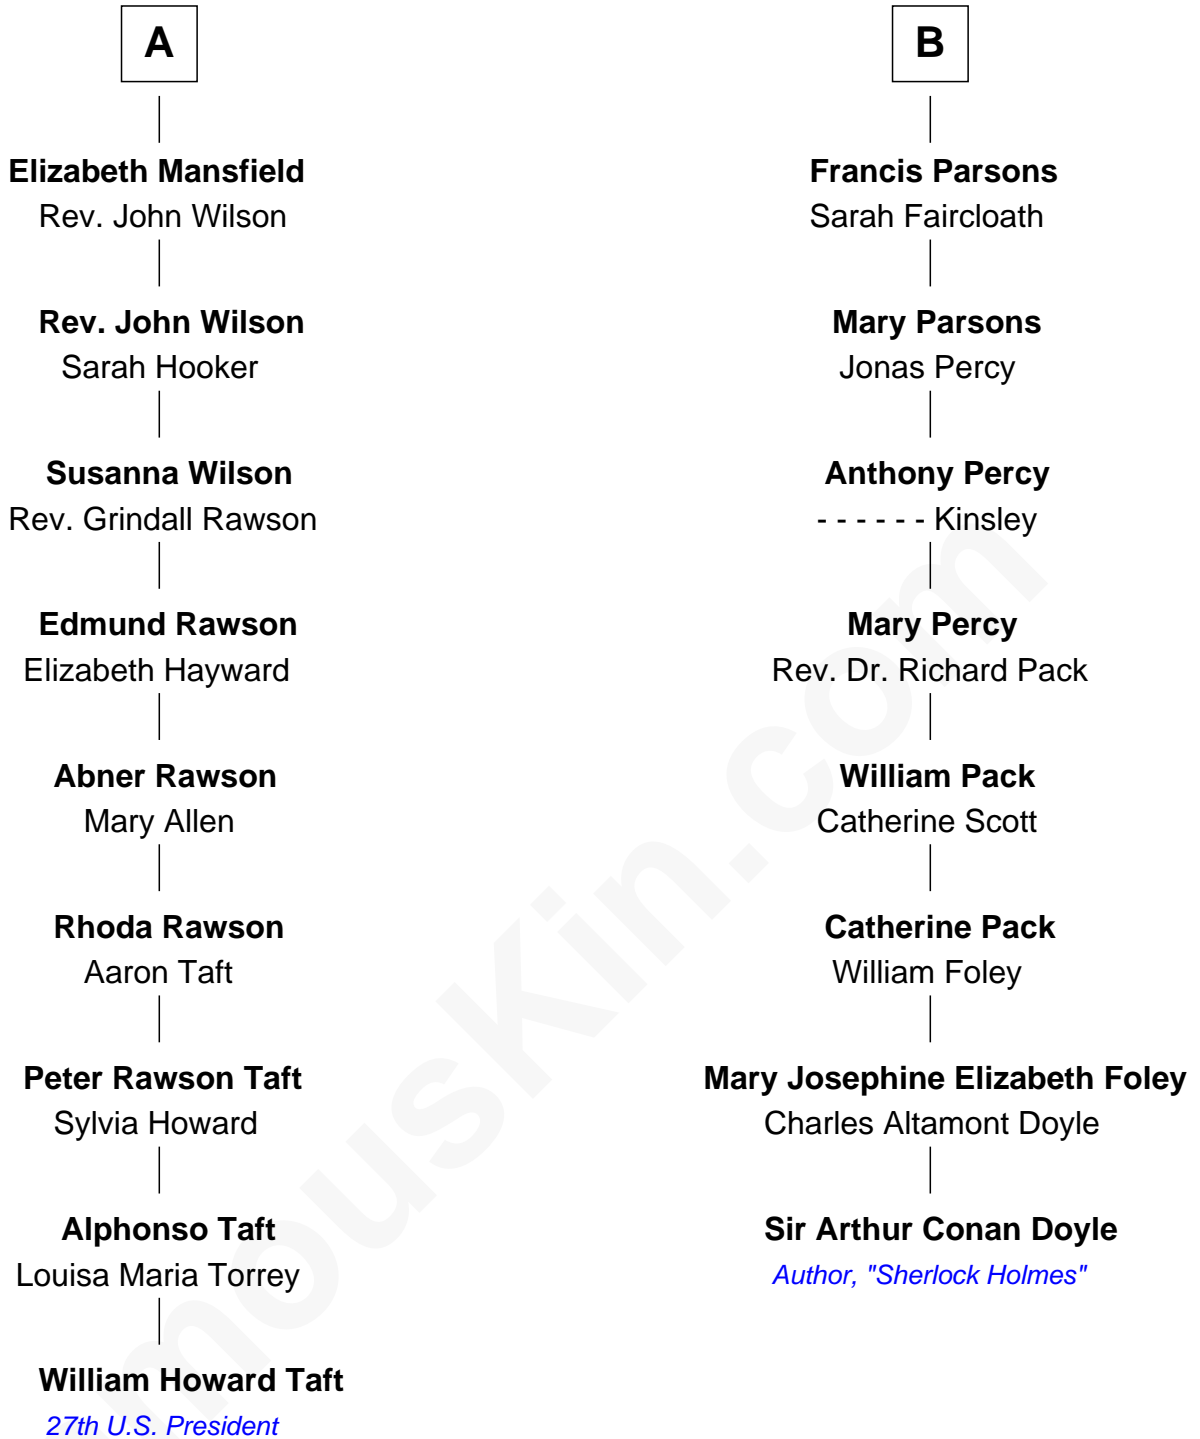 A
Elizabeth Mansfield
Rev. John Wilson
Rev. John Wilson
Sarah Hooker
Susanna Wilson
Rev. Grindall Rawson
Edmund Rawson
Elizabeth Hayward
Abner Rawson
Mary Allen
Rhoda Rawson
Aaron Taft
Peter Rawson Taft
Sylvia Howard
Alphonso Taft
Louisa Maria Torrey
William Howard Taft
27th U.S. President
B
Francis Parsons
Sarah Faircloath
Mary Parsons
Jonas Percy
Anthony Percy
- - - - - - Kinsley
Mary Percy
Rev. Dr. Richard Pack
William Pack
Catherine Scott
Catherine Pack
William Foley
Mary Josephine Elizabeth Foley
Charles Altamont Doyle
Sir Arthur Conan Doyle
Author, "Sherlock Holmes"
mousKin.com